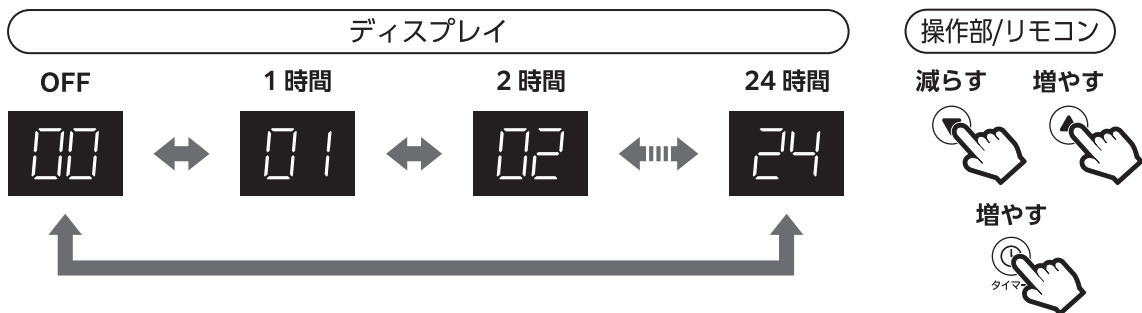 ディスプレイ
操作部/リモコン
OFF
1 時間
2 時間
24 時間
減らす
増やす
00
01
02
24
増やす
タイマー